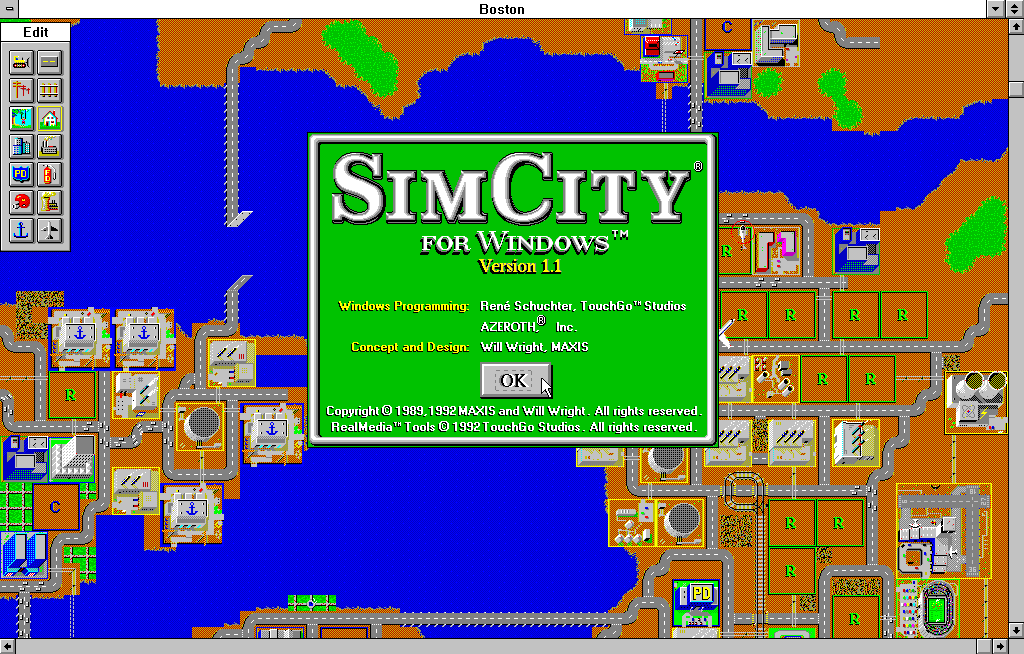 Boston
Edit
C
SIMCITY®
FOR WINDOWS™
Version 1.1
Windows Programming: René Schuchter, TouchGo™ Studios
AZEROTH,® Inc.
Concept and Design: Will Wright, MAXIS
OK
Copyright © 1989, 1992 MAXIS and Will Wright. All rights reserved.
RealMedia™ Tools © 1992 TouchGo Studios. All rights reserved.
PD
R
R
R
R
R
R
R
R
C
R
R
R
PD
R